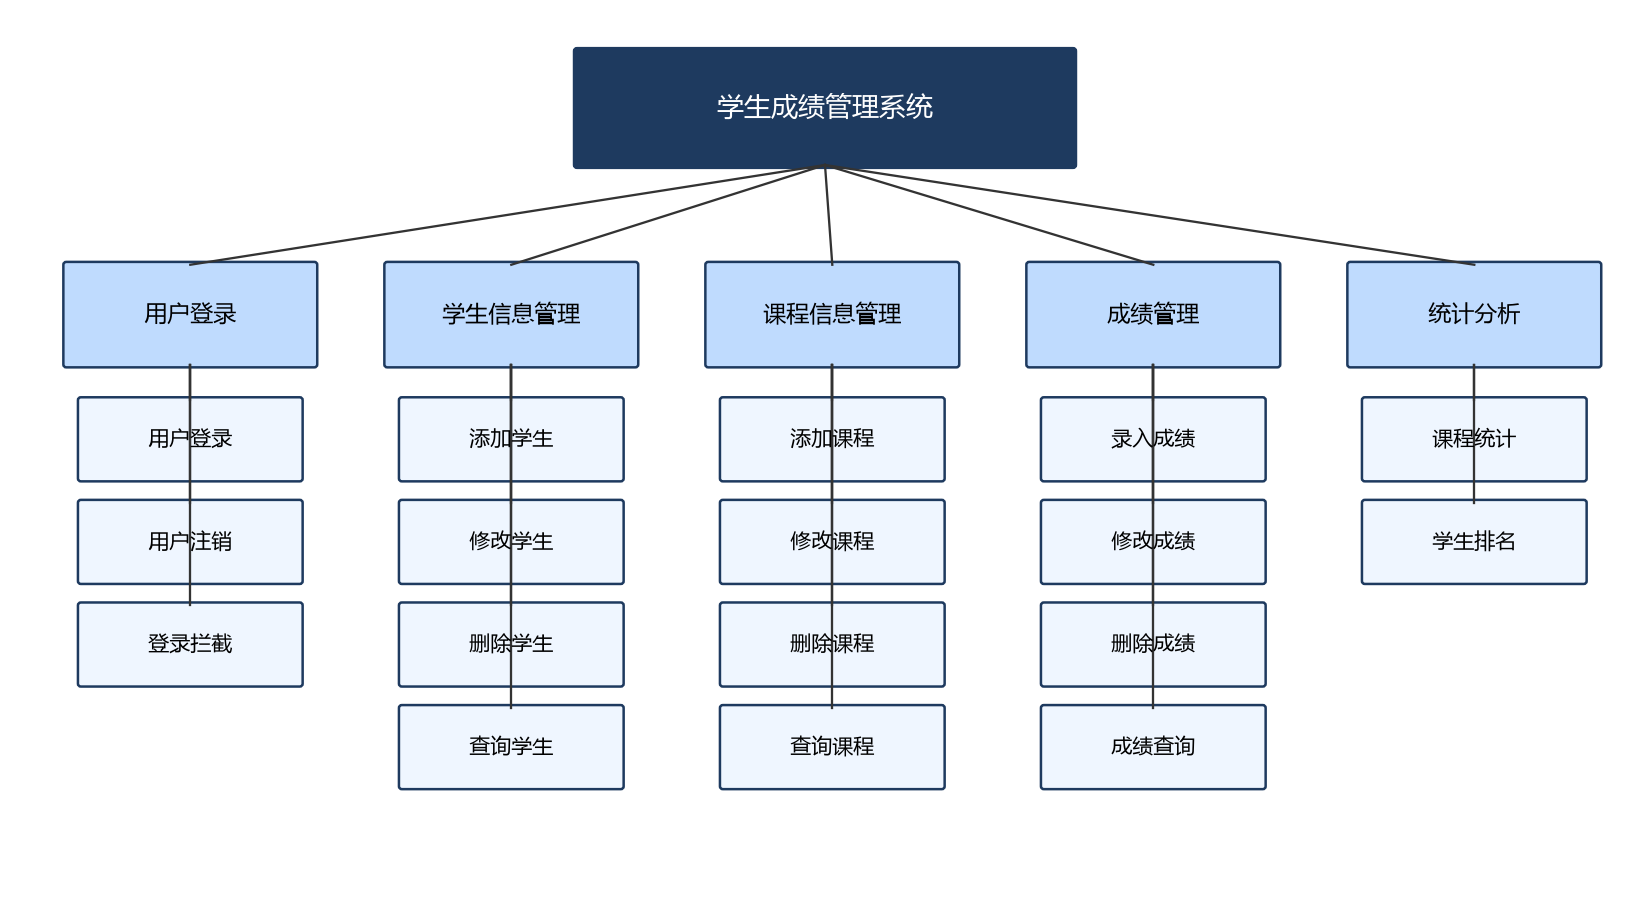 学生成绩管理系统
用户登录
学生信息管理
课程信息管理
成绩管理
统计分析
用户登录
添加学生
添加课程
录入成绩
课程统计
用户注销
修改学生
修改课程
修改成绩
学生排名
登录拦截
删除学生
删除课程
删除成绩
查询学生
查询课程
成绩查询